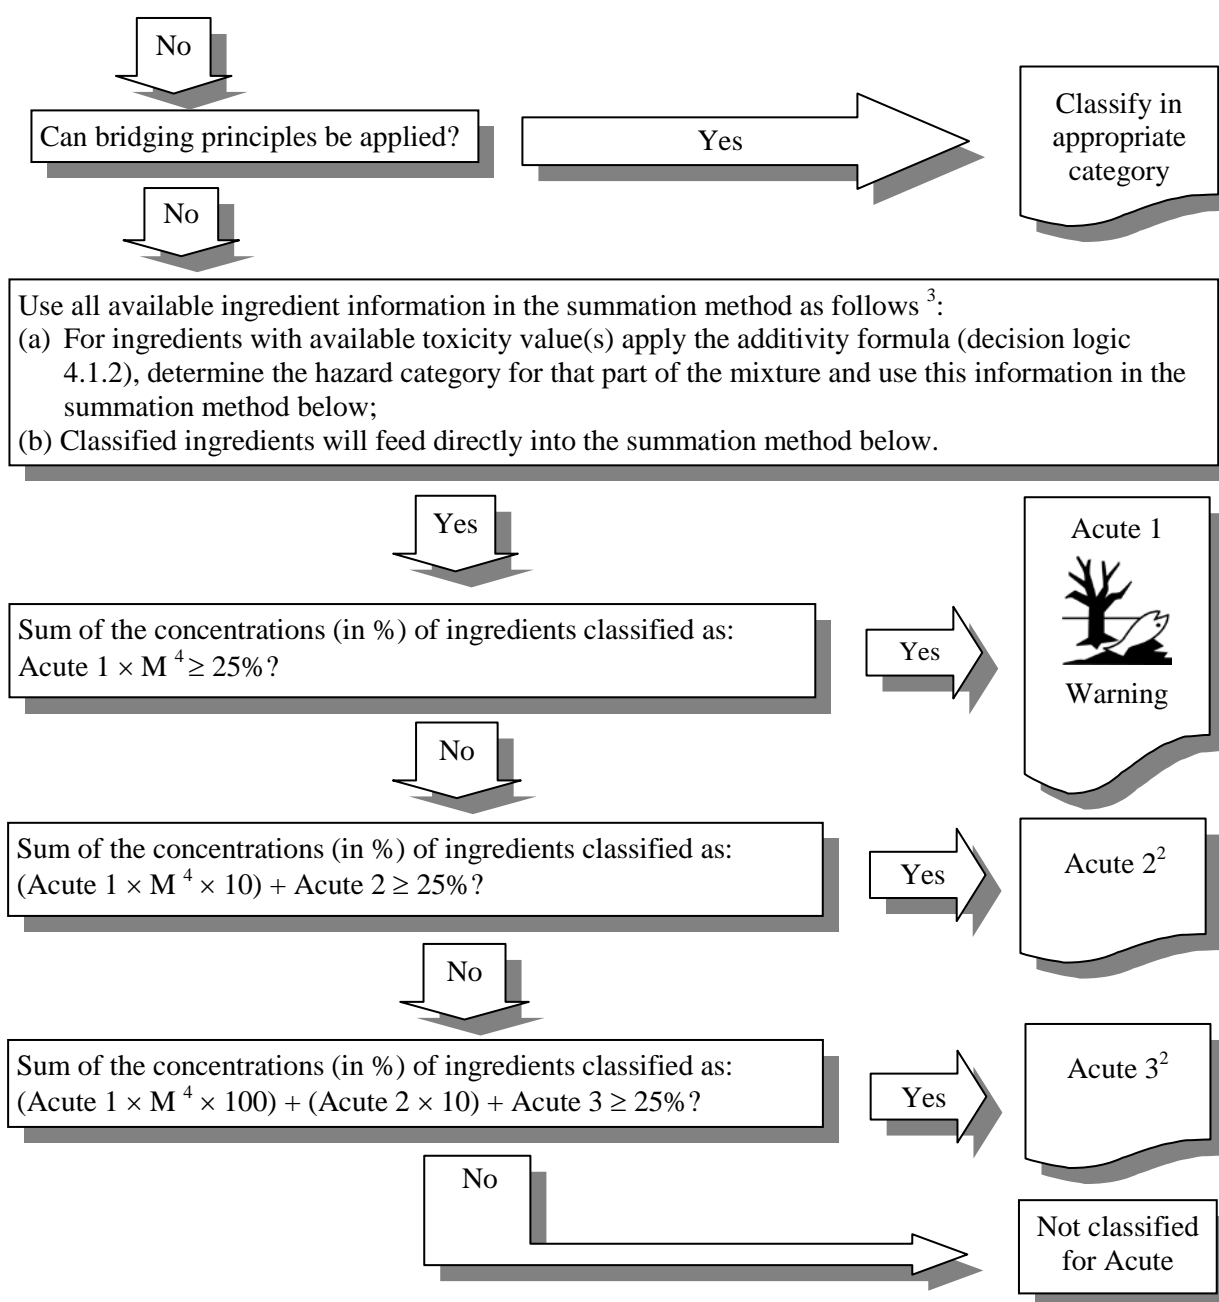 No
Can bridging principles be applied?
Yes
Classify in
appropriate
category
No
Use all available ingredient information in the summation method as follows ³:
(a) For ingredients with available toxicity value(s) apply the additivity formula (decision logic
4.1.2), determine the hazard category for that part of the mixture and use this information in the
summation method below;
(b) Classified ingredients will feed directly into the summation method below.
Yes
Acute 1
Warning
Sum of the concentrations (in %) of ingredients classified as:
Acute 1 × M ⁴ ≥ 25%?
Yes
No
Sum of the concentrations (in %) of ingredients classified as:
(Acute 1 × M ⁴ × 10) + Acute 2 ≥ 25%?
Yes
Acute 2²
No
Sum of the concentrations (in %) of ingredients classified as:
(Acute 1 × M ⁴ × 100) + (Acute 2 × 10) + Acute 3 ≥ 25%?
Yes
Acute 3²
No
Not classified
for Acute